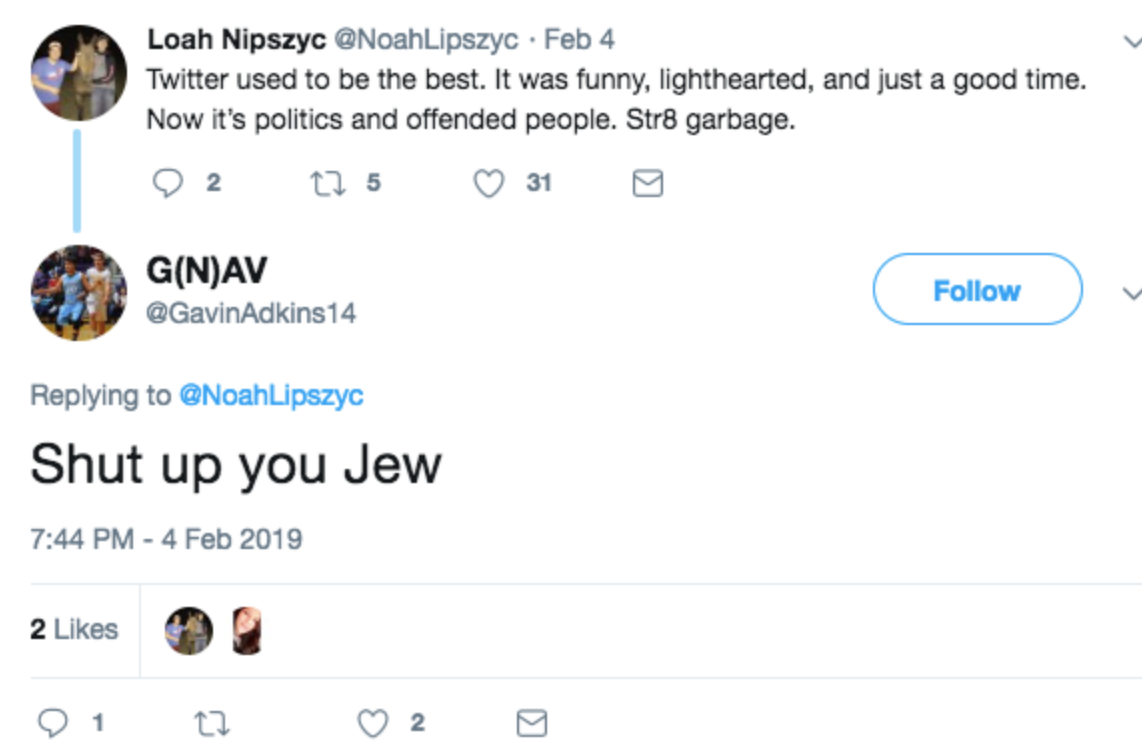 Loah Nipszyc @NoahLipszyc · Feb 4
Twitter used to be the best. It was funny, lighthearted, and just a good time.
Now it's politics and offended people. Str8 garbage.
2 5 31
G(N)AV
Follow
@GavinAdkins14
Replying to @NoahLipszyc
Shut up you Jew
7:44 PM - 4 Feb 2019
2 Likes
1 2